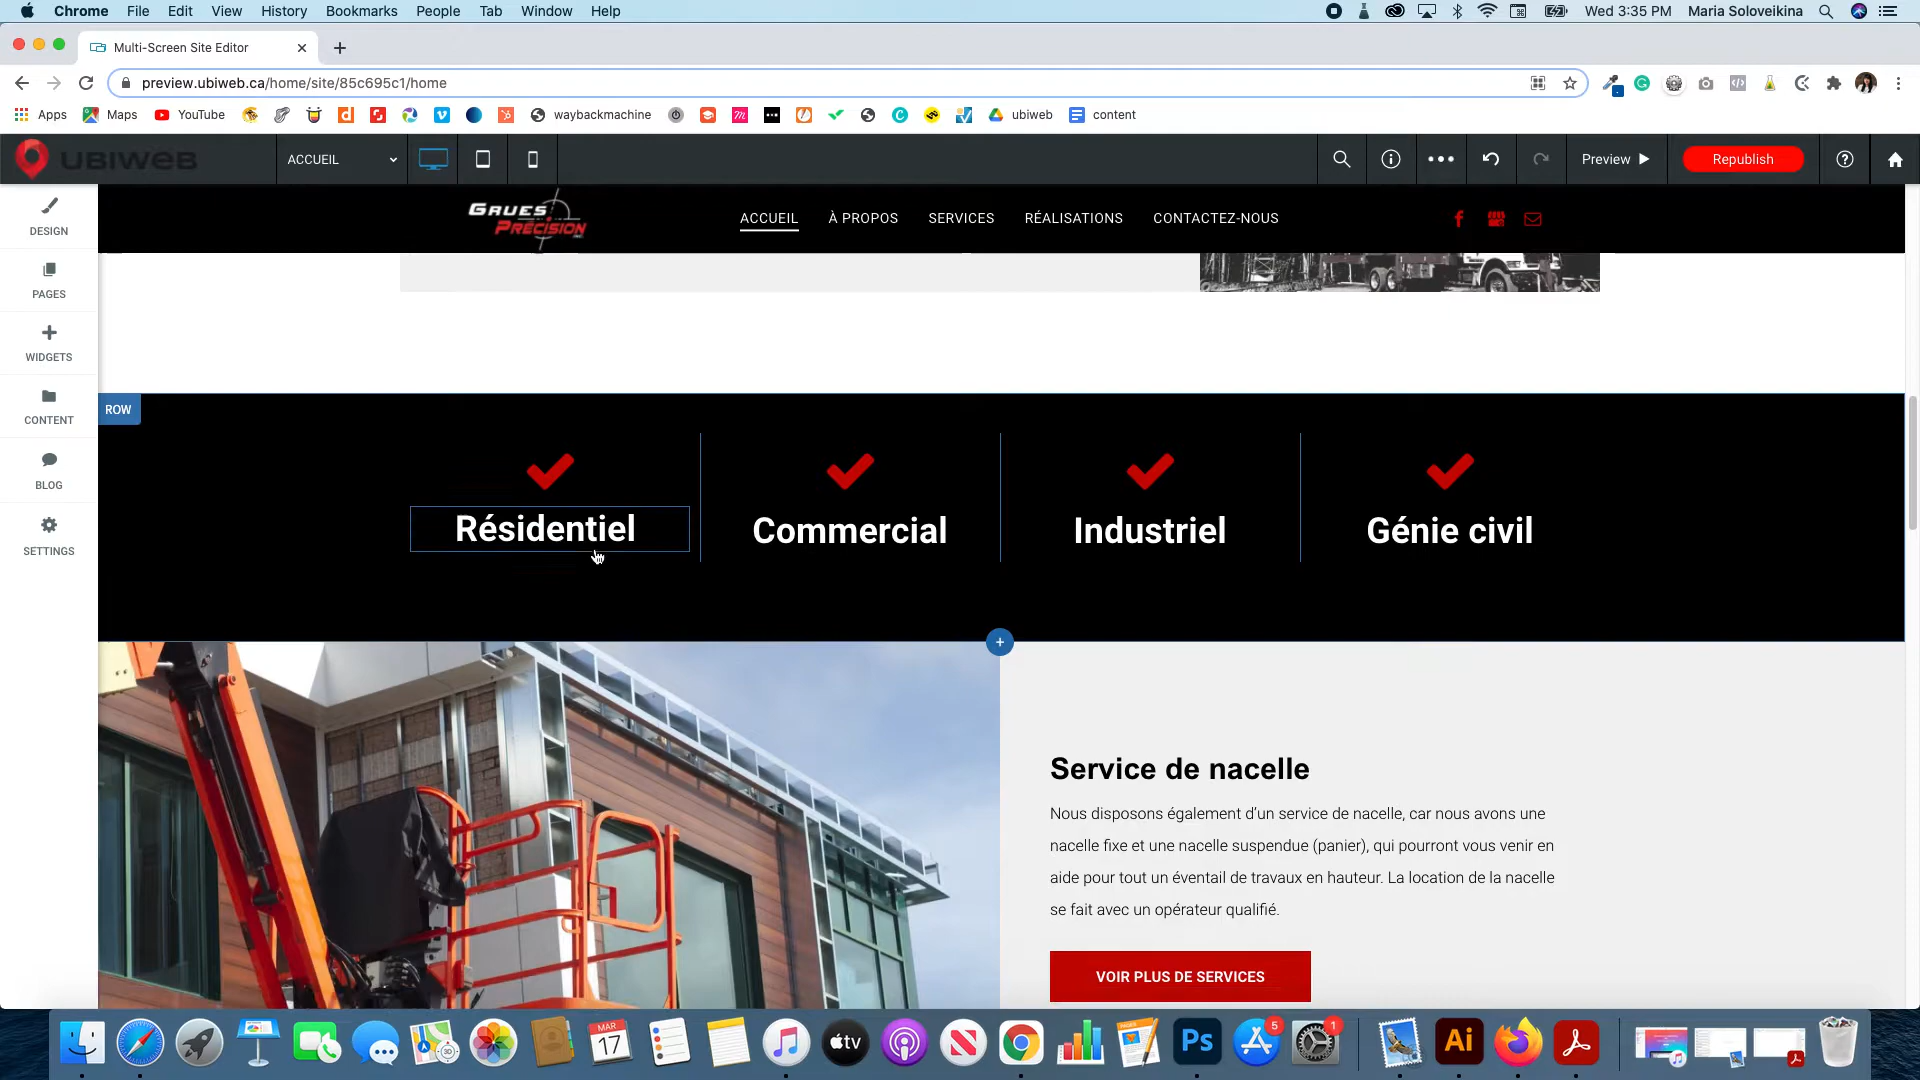 Chrome File Edit View History Bookmarks People Tab Window Help Wed 3:35 PM Maria Soloveikina
Multi-Screen Site Editor
preview.ubiweb.ca/home/site/85c695c1/home
Apps Maps YouTube waybackmachine ubiweb content
UBIWEB ACCUEIL Preview Republish
DESIGN
PAGES
WIDGETS
CONTENT
BLOG
SETTINGS
GRUES PRÉCISION
ACCUEIL À PROPOS SERVICES RÉALISATIONS CONTACTEZ-NOUS
ROW
Résidentiel Commercial Industriel Génie civil
Service de nacelle
Nous disposons également d'un service de nacelle, car nous avons une
nacelle fixe et une nacelle suspendue (panier), qui pourront vous venir en
aide pour tout un éventail de travaux en hauteur. La location de la nacelle
se fait avec un opérateur qualifié.
VOIR PLUS DE SERVICES
MAR
17
tv
Ps
5
1
Ai